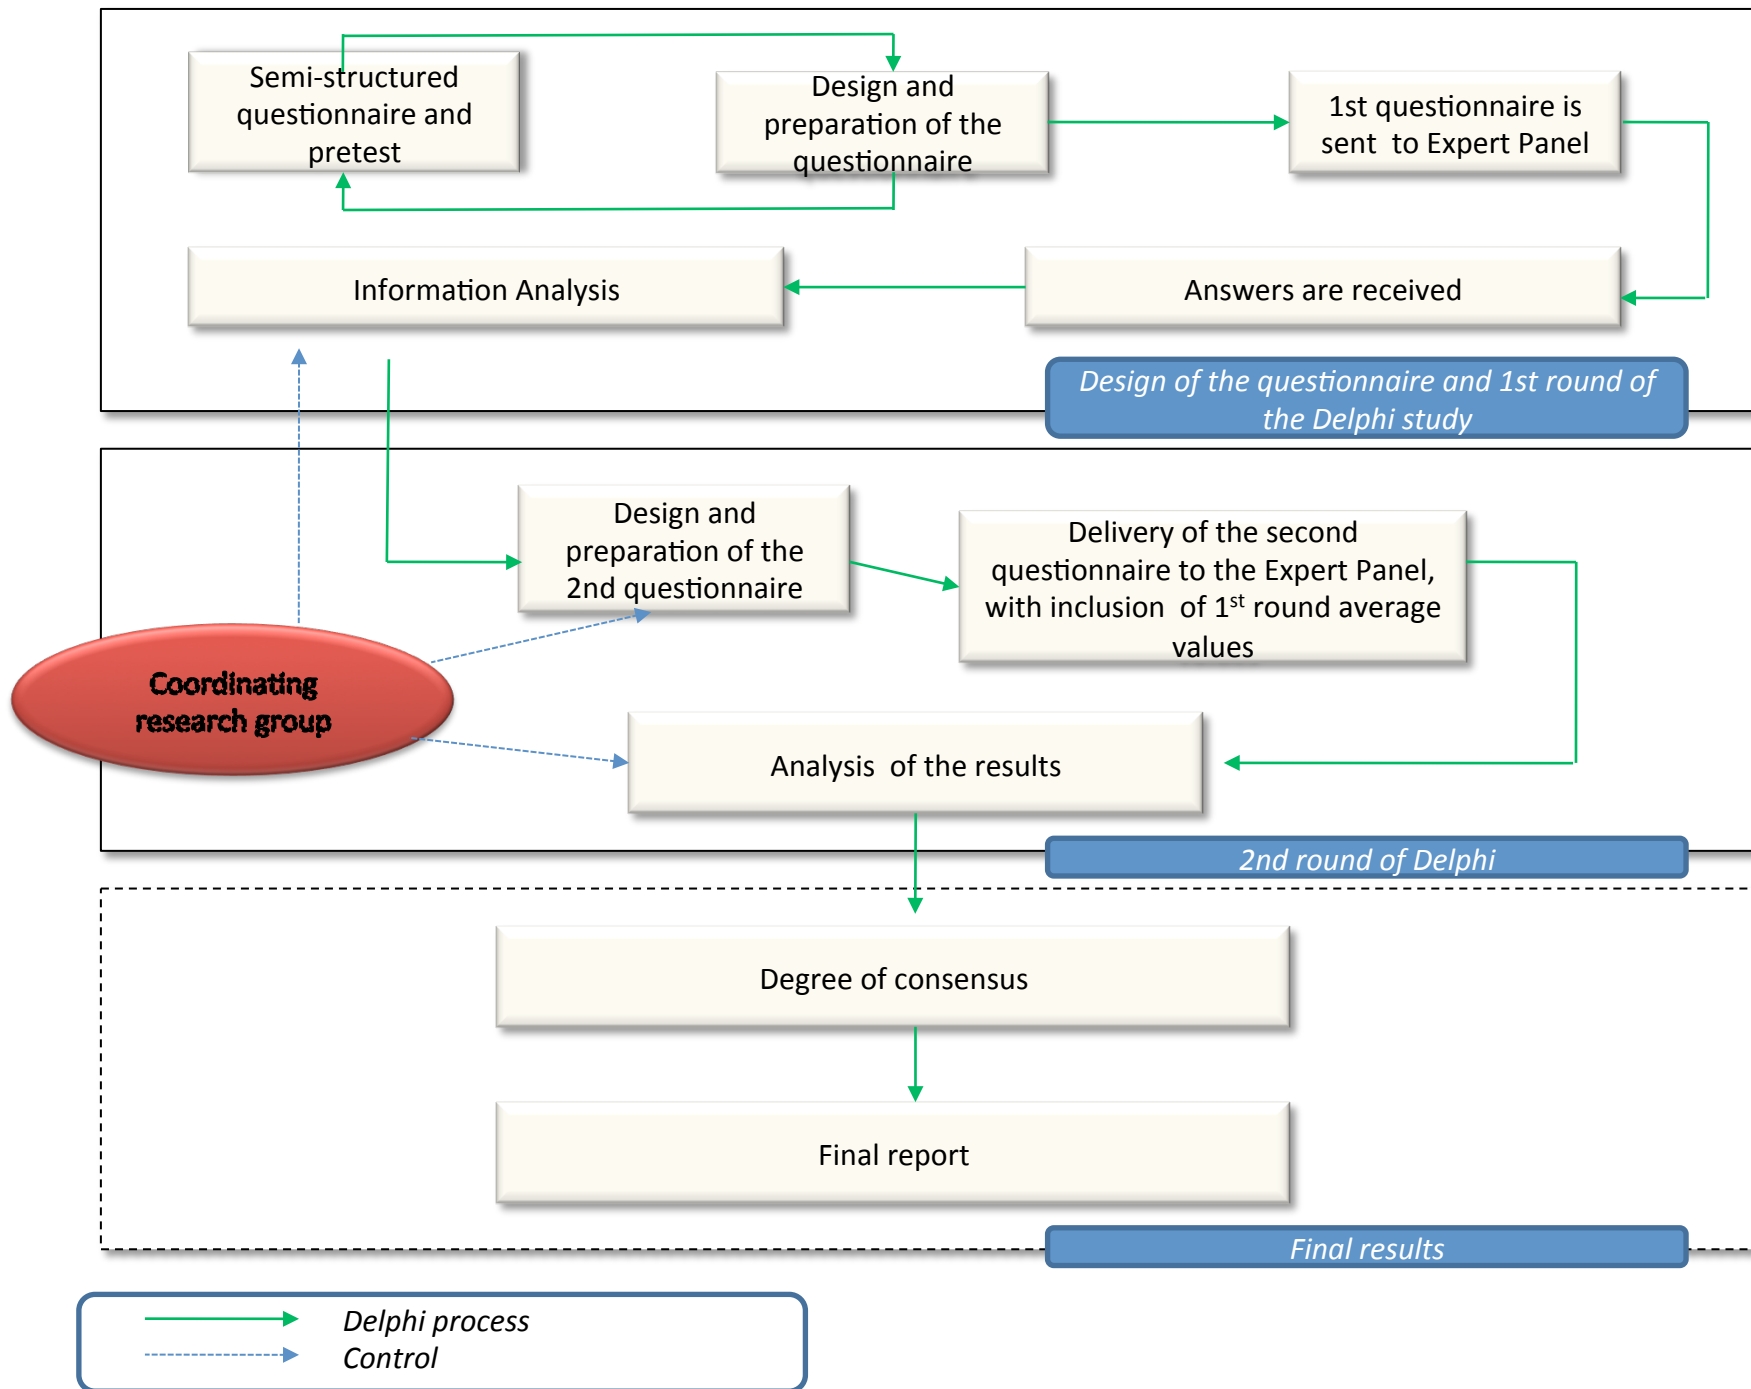 Semi-structured
questionnaire and
pretest
Design and
preparation of the
questionnaire
1st questionnaire is
sent to Expert Panel
Information Analysis
Answers are received
Design of the questionnaire and 1st round of
the Delphi study
Design and
preparation of the
2nd questionnaire
Delivery of the second
questionnaire to the Expert Panel,
with inclusion of 1st round average
values
Coordinating
research group
Analysis of the results
2nd round of Delphi
Degree of consensus
Final report
Final results
Delphi process
Control